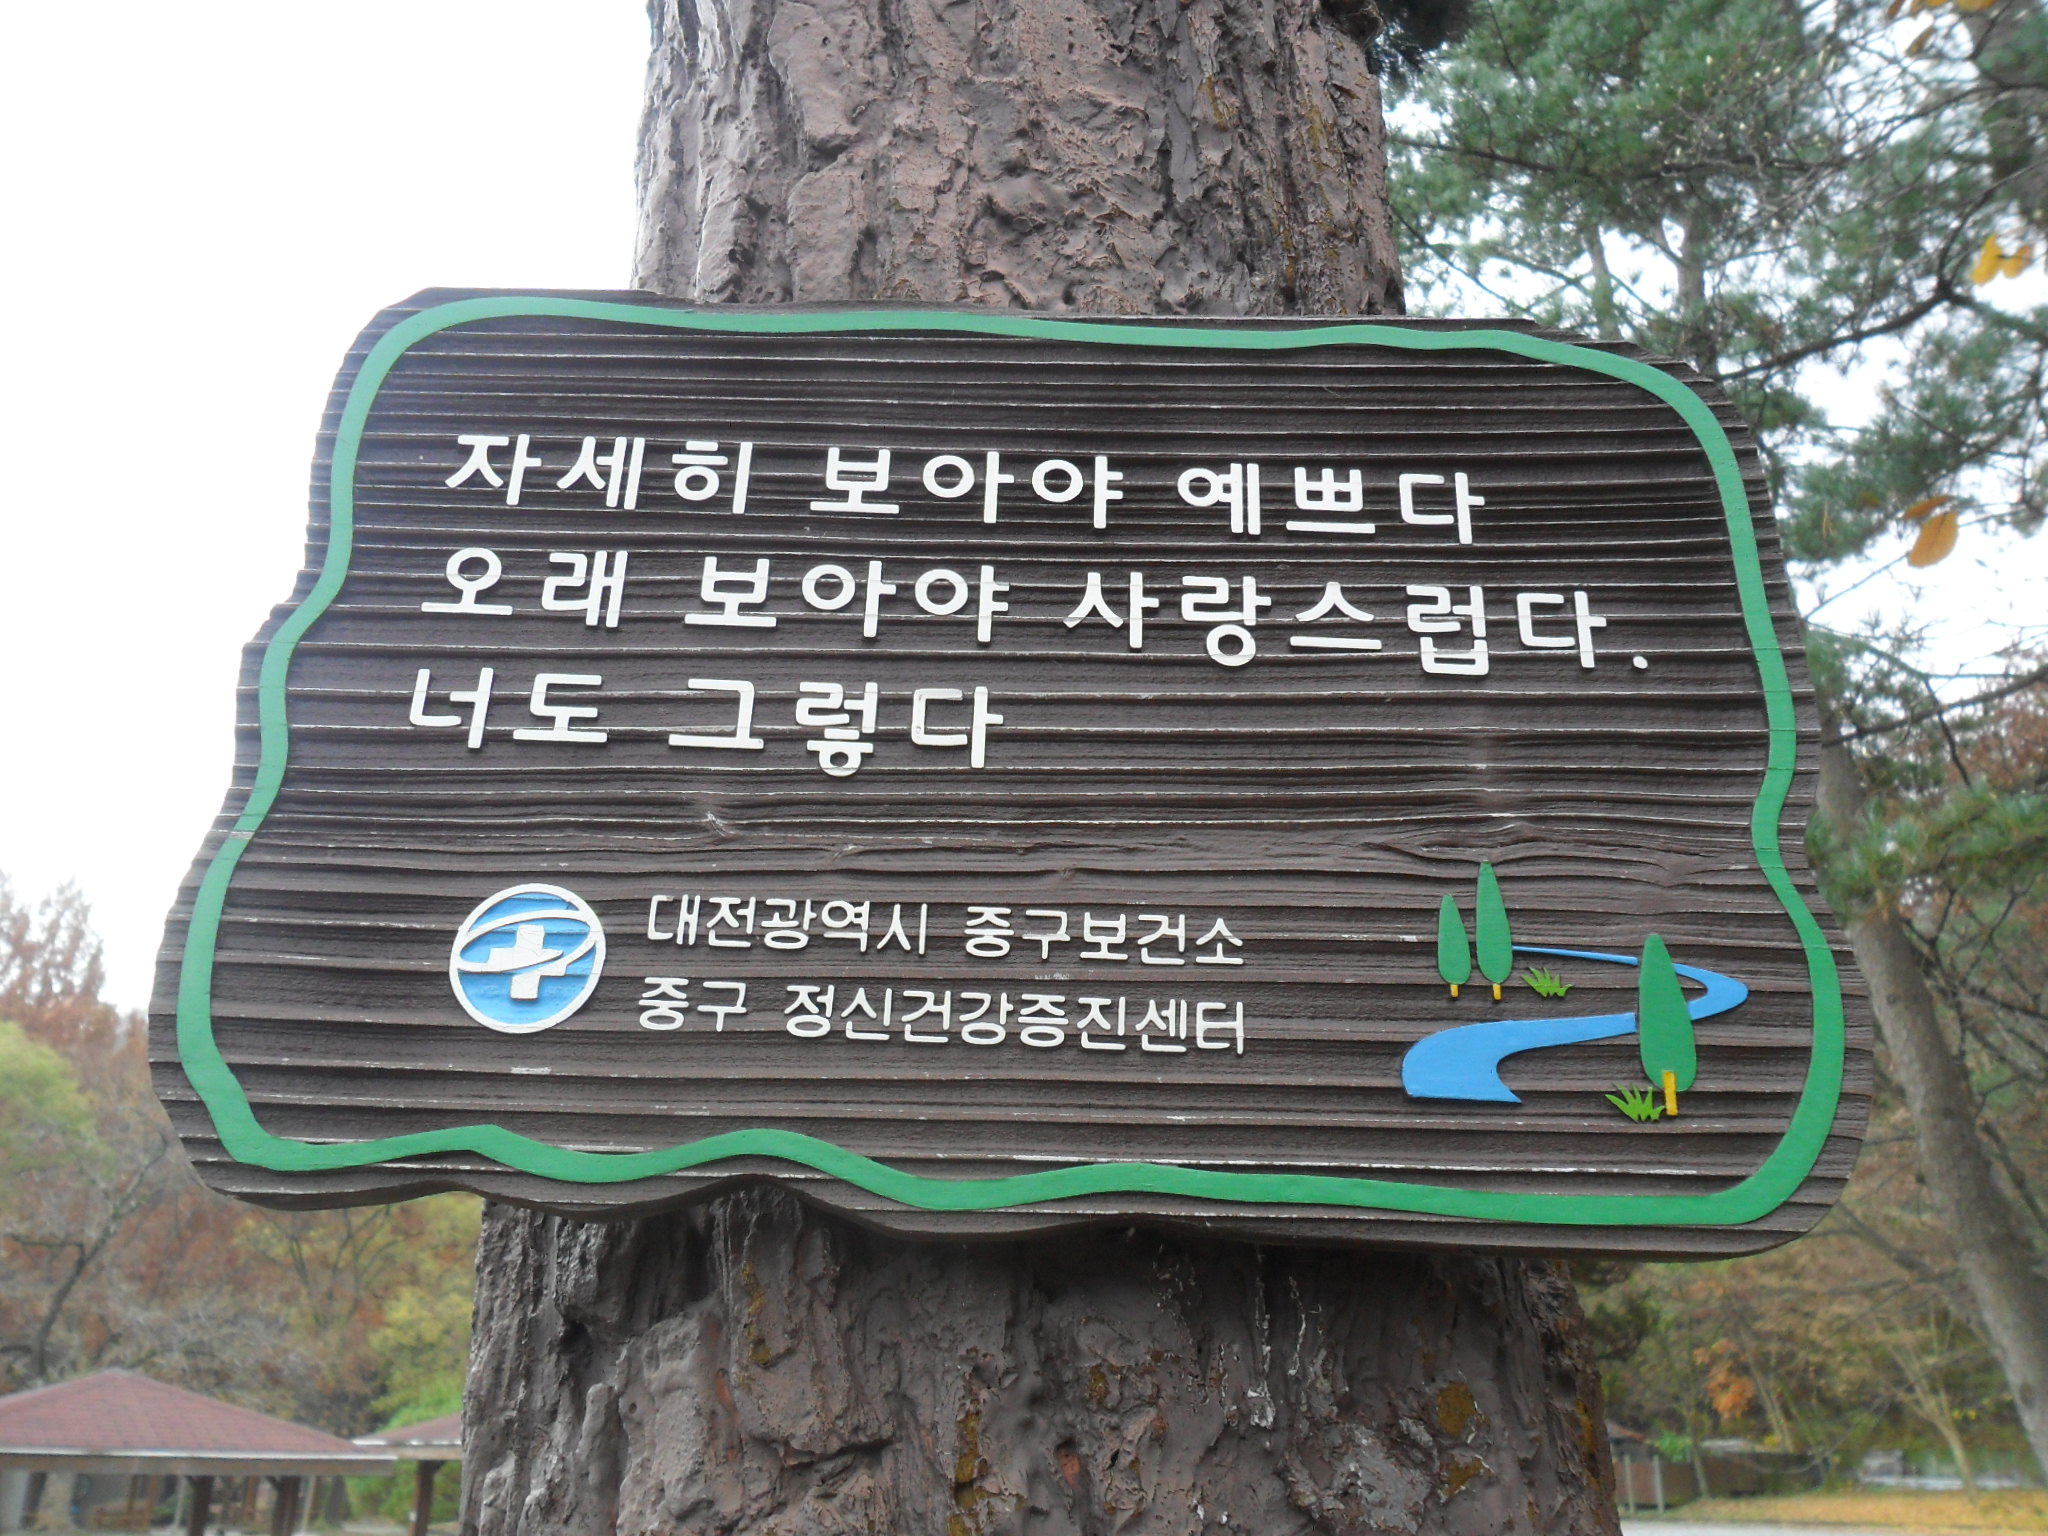 자세히 보아야 예쁘다
오래 보아야 사랑스럽다.
너도 그렇다
대전광역시 중구보건소
중구 정신건강증진센터